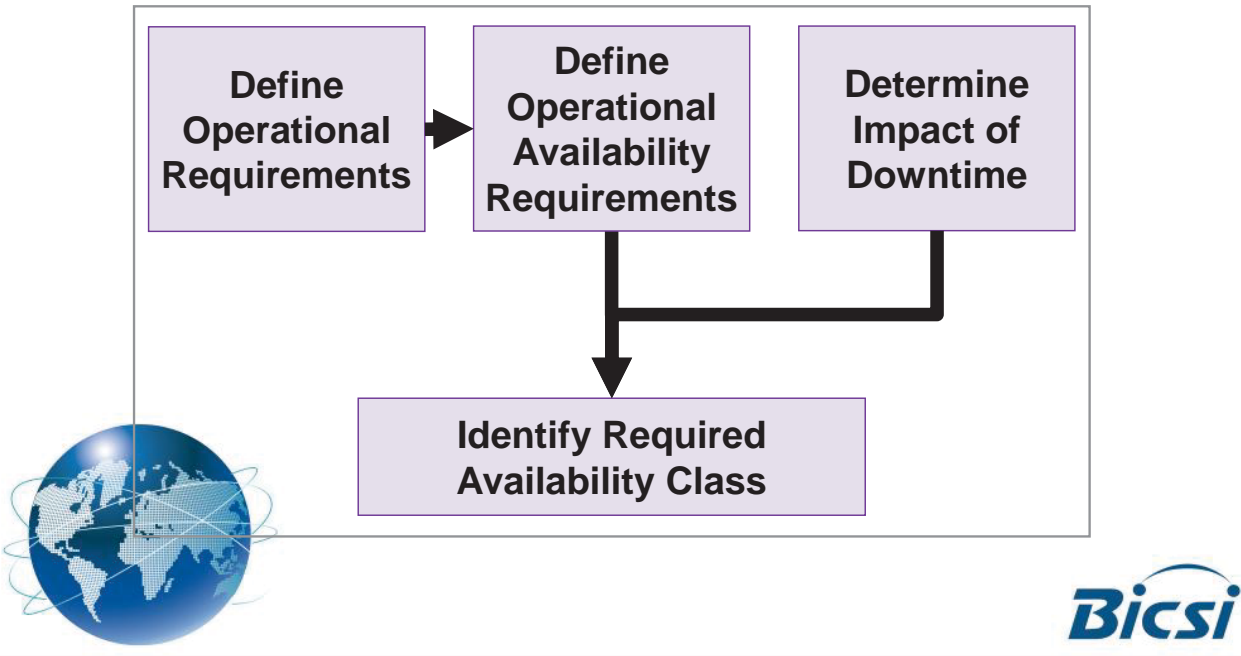 Define
Operational
Requirements
Define
Operational
Availability
Requirements
Determine
Impact of
Downtime
Identify Required
Availability Class
Bicsi